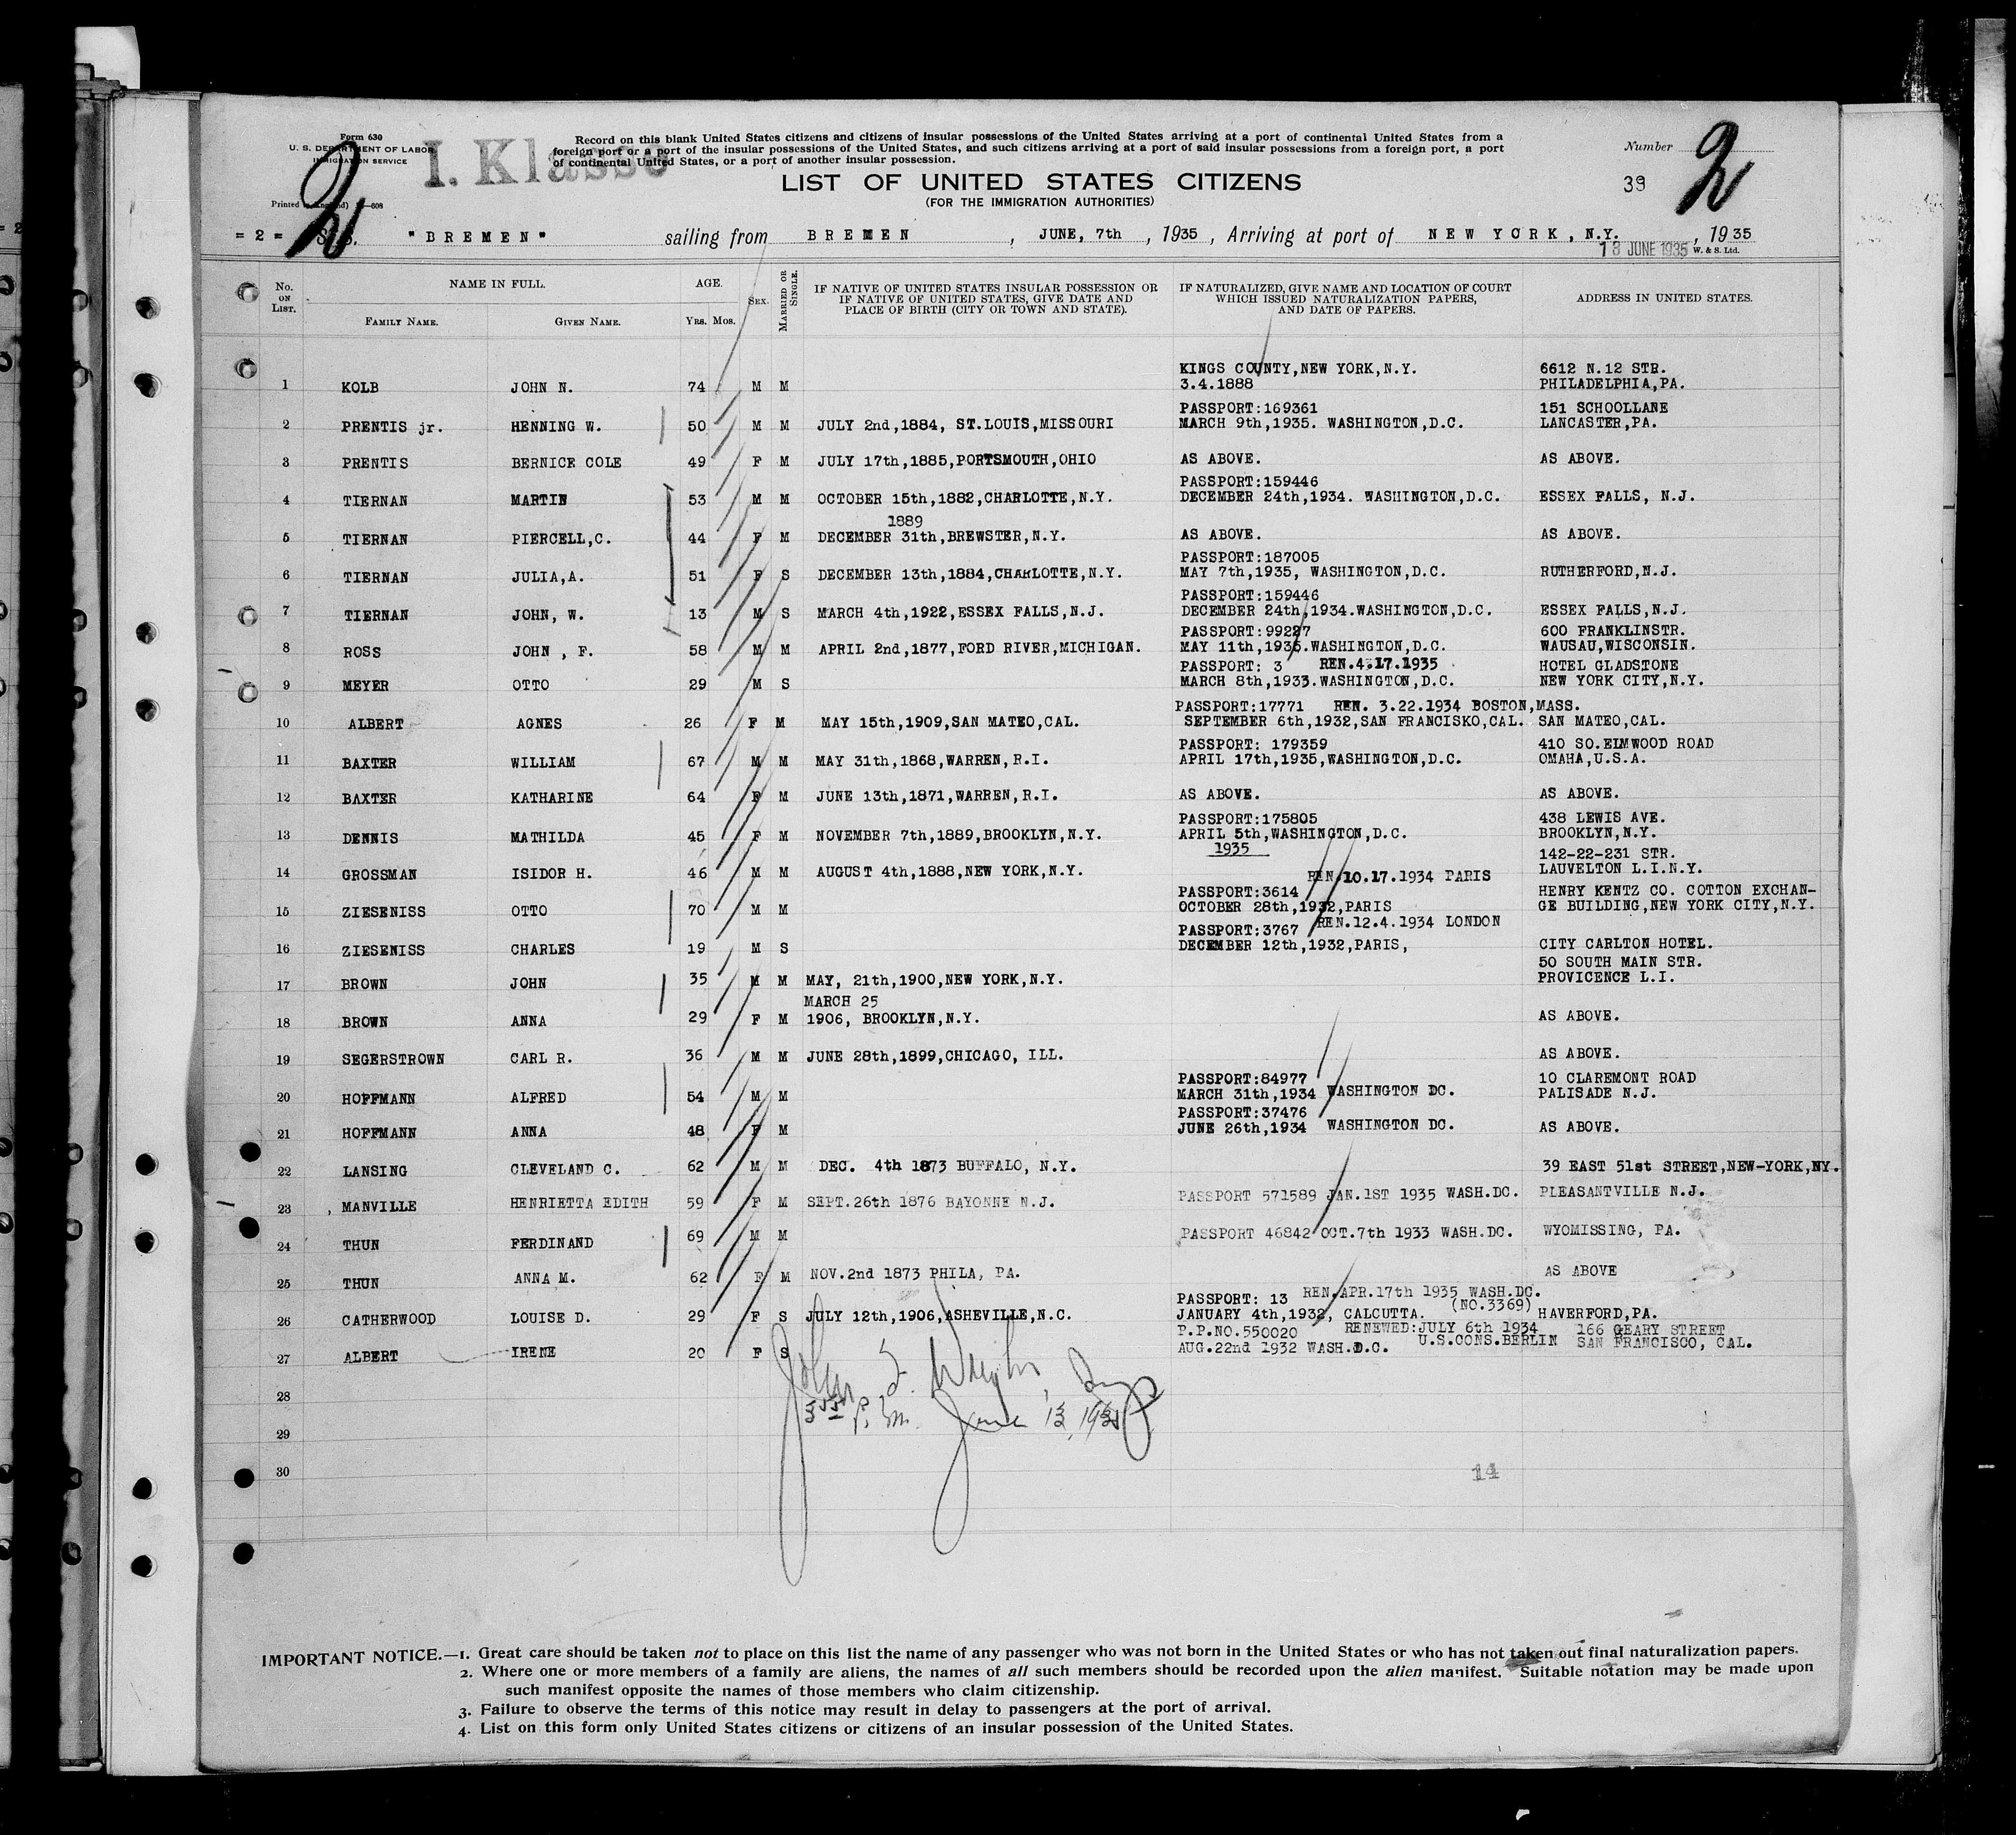 Form 630
U. S. DEPARTMENT OF LABOR
IMMIGRATION SERVICE
I. Klasse
Record on this blank United States citizens and citizens of insular possessions of the United States arriving at a port of continental United States from a
foreign port or a port of the insular possessions of the United States, and such citizens arriving at a port of said insular possessions from a foreign port, a port
of continental United States, or a port of another insular possession.
Number
2
39
2
LIST OF UNITED STATES CITIZENS
(FOR THE IMMIGRATION AUTHORITIES)
= 2 = S.S. "BREMEN" sailing from BREMEN, JUNE, 7th, 1935, Arriving at port of NEW YORK, N.Y., 1935
13 JUNE 1935 W. & S. Ltd.
No. on List. NAME IN FULL. AGE. Sex. Married or Single. IF NATIVE OF UNITED STATES INSULAR POSSESSION OR IF NATIVE OF UNITED STATES, GIVE DATE AND PLACE OF BIRTH (CITY OR TOWN AND STATE). IF NATURALIZED, GIVE NAME AND LOCATION OF COURT WHICH ISSUED NATURALIZATION PAPERS, AND DATE OF PAPERS. ADDRESS IN UNITED STATES.
Family Name. Given Name. Yrs. Mos.
KINGS COUNTY,NEW YORK,N.Y. 6612 N.12 STR.
1 KOLB JOHN N. 74 M M 3.4.1888 PHILADELPHIA,PA.
PASSPORT:169361 151 SCHOOLLANE
2 PRENTIS jr. HENNING W. 50 M M JULY 2nd,1884, ST.LOUIS,MISSOURI MARCH 9th,1935. WASHINGTON,D.C. LANCASTER,PA.
3 PRENTIS BERNICE COLE 49 F M JULY 17th,1885,PORTSMOUTH,OHIO AS ABOVE. AS ABOVE.
PASSPORT:159446
4 TIERNAN MARTIN 53 M M OCTOBER 15th,1882,CHARLOTTE,N.Y. DECEMBER 24th,1934. WASHINGTON,D.C. ESSEX FALLS, N.J.
1889
5 TIERNAN PIERCELL,C. 44 F M DECEMBER 31th,BREWSTER,N.Y. AS ABOVE. AS ABOVE.
PASSPORT:187005
6 TIERNAN JULIA,A. 51 F S DECEMBER 13th,1884,CHARLOTTE,N.Y. MAY 7th,1935, WASHINGTON,D.C. RUTHERFORD,N.J.
PASSPORT:159446
7 TIERNAN JOHN, W. 13 M S MARCH 4th,1922,ESSEX FALLS,N.J. DECEMBER 24th,1934.WASHINGTON,D.C. ESSEX FALLS,N.J.
PASSPORT:99227 600 FRANKLINSTR.
8 ROSS JOHN , F. 58 M M APRIL 2nd,1877,FORD RIVER,MICHIGAN. MAY 11th,1935.WASHINGTON,D.C. WAUSAU,WISCONSIN.
PASSPORT: 3 REN.4.17.1935 HOTEL GLADSTONE
9 MEYER OTTO 29 M S MARCH 8th,1933.WASHINGTON,D.C. NEW YORK CITY,N.Y.
PASSPORT:17771 REN. 3.22.1934 BOSTON,MASS.
10 ALBERT AGNES 26 F M MAY 15th,1909,SAN MATEO,CAL. SEPTEMBER 6th,1932,SAN FRANCISKO,CAL. SAN MATEO,CAL.
PASSPORT: 179359 410 SO.ELMWOOD ROAD
11 BAXTER WILLIAM 67 M M MAY 31th,1868,WARREN,R.I. APRIL 17th,1935,WASHINGTON,D.C. OMAHA,U.S.A.
12 BAXTER KATHARINE 64 F M JUNE 13th,1871,WARREN,R.I. AS ABOVE. AS ABOVE.
PASSPORT:175805 438 LEWIS AVE.
13 DENNIS MATHILDA 45 F M NOVEMBER 7th,1889,BROOKLYN,N.Y. APRIL 5th,WASHINGTON,D.C. BROOKLYN,N.Y.
1935 142-22-231 STR.
14 GROSSMAN ISIDOR H. 46 M M AUGUST 4th,1888,NEW YORK,N.Y. LAUVELTON L.I.N.Y.
REN.10.17.1934 PARIS
PASSPORT:3614 HENRY KENTZ CO. COTTON EXCHAN-
15 ZIESENISS OTTO 70 M M OCTOBER 28th,1932,PARIS GE BUILDING,NEW YORK CITY,N.Y.
PASSPORT:3767 REN.12.4.1934 LONDON
16 ZIESENISS CHARLES 19 M S DECEMBER 12th,1932,PARIS, CITY CARLTON HOTEL.
50 SOUTH MAIN STR.
17 BROWN JOHN 35 M M MAY, 21th,1900,NEW YORK,N.Y. PROVICENCE L.I.
MARCH 25
18 BROWN ANNA 29 F M 1906, BROOKLYN,N.Y. AS ABOVE.
19 SEGERSTROWN CARL R. 36 M M JUNE 28th,1899,CHICAGO, ILL. AS ABOVE.
PASSPORT:84977 10 CLAREMONT ROAD
20 HOFFMANN ALFRED 54 M M MARCH 31th,1934 WASHINGTON DC. PALISADE N.J.
PASSPORT:37476
21 HOFFMANN ANNA 48 F M JUNE 26th,1934 WASHINGTON DC. AS ABOVE.
22 LANSING CLEVELAND C. 62 M M DEC. 4th 1873 BUFFALO, N.Y. 39 EAST 51st STREET,NEW-YORK,NY.
23 MANVILLE HENRIETTA EDITH 59 F M SEPT.26th 1876 BAYONNE N.J. PASSPORT 571589 JAN.1ST 1935 WASH.DC. PLEASANTVILLE N.J.
24 THUN FERDINAND 69 M M PASSPORT 46842 OCT.7th 1933 WASH.DC. WYOMISSING, PA.
25 THUN ANNA M. 62 F M NOV.2nd 1873 PHILA, PA. AS ABOVE
PASSPORT: 13 REN.APR.17th 1935 WASH.DC.
(NO.3369)
26 CATHERWOOD LOUISE D. 29 F S JULY 12th,1906,ASHEVILLE,N.C. JANUARY 4th,1932, CALCUTTA. HAVERFORD,PA.
P.P.NO.550020 RENEWED:JULY 6th 1934 166 GEARY STREET
27 ALBERT IRENE 20 F S AUG.22nd 1932 WASH.D.C. U.S.CONS.BERLIN SAN FRANCISCO, CAL.
28
John S. Wright, Insp
29
3 55 P.M. June 13, 1935
30
14
IMPORTANT NOTICE.—1. Great care should be taken not to place on this list the name of any passenger who was not born in the United States or who has not taken out final naturalization papers.
2. Where one or more members of a family are aliens, the names of all such members should be recorded upon the alien manifest. Suitable notation may be made upon
such manifest opposite the names of those members who claim citizenship.
3. Failure to observe the terms of this notice may result in delay to passengers at the port of arrival.
4. List on this form only United States citizens or citizens of an insular possession of the United States.